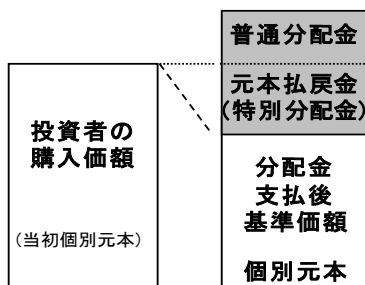 投資者の
購入価額
(当初個別元本)
普通分配金
元本払戻金
(特別分配金)
分配金
支払後
基準価額
個別元本